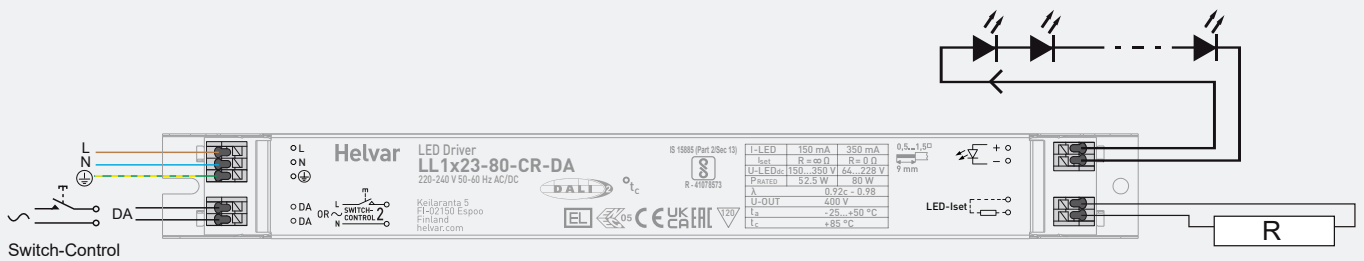 L
N
DA
Switch-Control
L
N
DA
DA
OR
L
SWITCH-
CONTROL 2
N
Helvar
LED Driver
LL1x23-80-CR-DA
220-240 V 50-60 Hz AC/DC
DALI 2
tc
Keilaranta 5
FI-02150 Espoo
Finland
helvar.com
IS 15885 (Part 2/Sec 13)
R - 41078573
EL 05 CE UK CA EAC 120
I-LED 150 mA 350 mA
Iset R = ∞ Ω R = 0 Ω
U-LEDdc 150...350 V 64...228 V
PRATED 52.5 W 80 W
λ 0.92c - 0.98
U-OUT 400 V
ta -25...+50 °C
tc +85 °C
0,5...1,5□
9 mm
+
-
LED-Iset
R